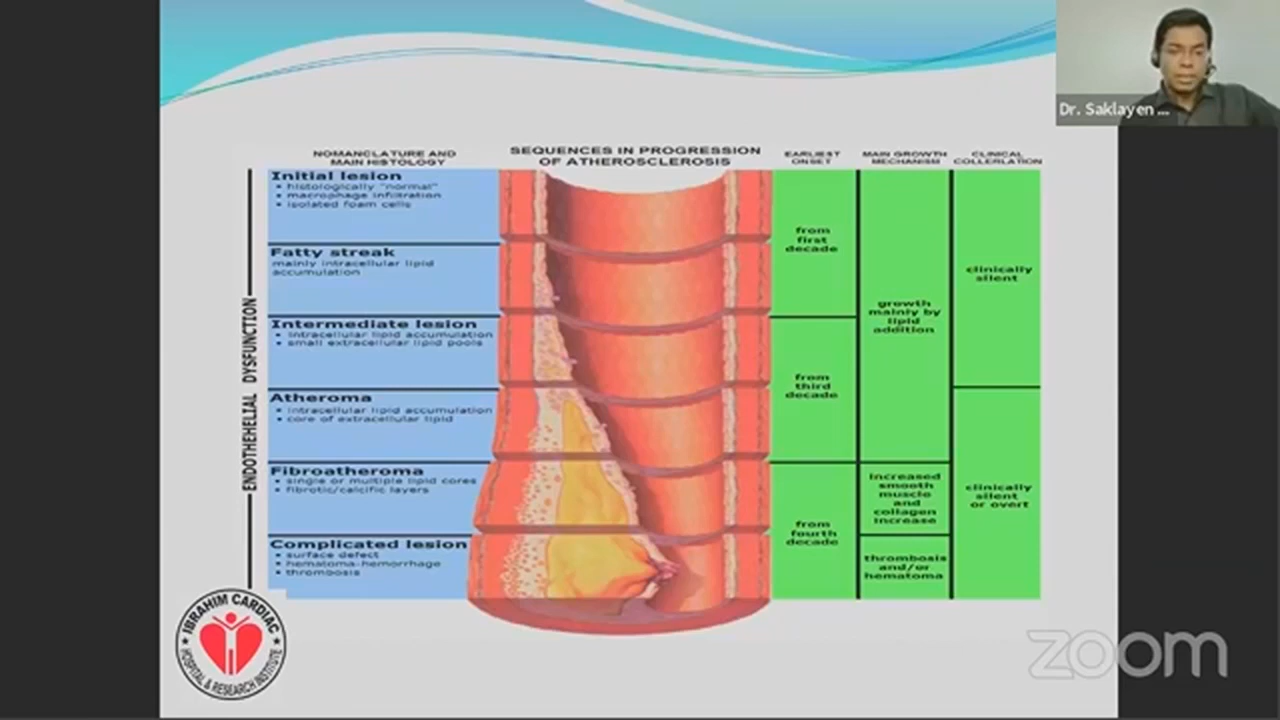 Dr. Saklayen ...
NOMANCLATURE AND
MAIN HISTOLOGY
SEQUENCES IN PROGRESSION
OF ATHEROSCLEROSIS
EARLIEST
ONSET
MAIN GROWTH
MECHANISM
CLINICAL
COLLERLATION
ENDOTHEHELIAL DYSFUNCTION
Initial lesion
• histologically "normal"
• macrophage infiltration
• isolated foam cells
Fatty streak
mainly intracellular lipid
accumulation
Intermediate lesion
• intracellular lipid accumulation
• small extracellular lipid pools
Atheroma
• intracellular lipid accumulation
• core of extracellular lipid
Fibroatheroma
• single or multiple lipid cores
• fibrotic/calcific layers
Complicated lesion
• surface defect
• hematoma-hemorrhage
• thrombosis
from
first
decade
from
third
decade
from
fourth
decade
growth
mainly by
lipid
addition
increased
smooth
muscle
and
collagen
increase
thrombosis
and/or
hematoma
clinically
silent
clinically
silent
or overt
IBRAHIM CARDIAC
HOSPITAL & RESEARCH INSTITUTE
zoom